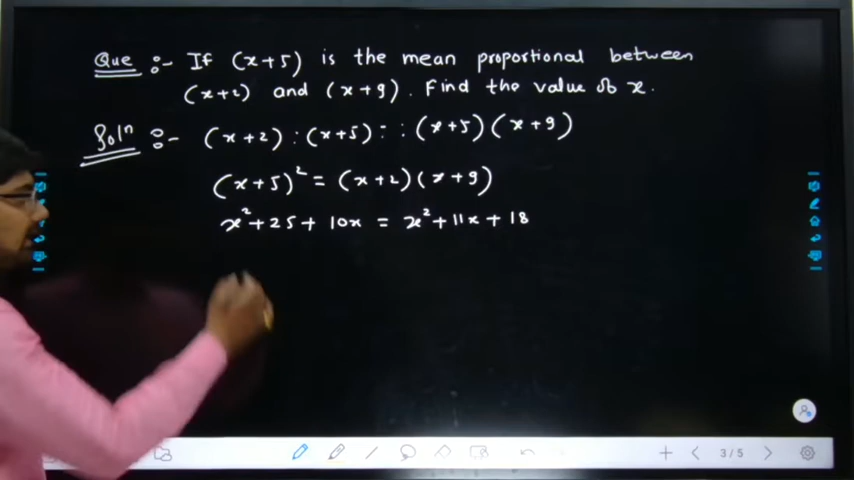 Que :- If (x+5) is the mean proportional between
(x+2) and (x+9). Find the value of x.
Soln :- (x+2):(x+5)::(x+5)(x+9)
(x+5)² = (x+2)(x+9)
x²+25+10x = x²+11x+18
3/5